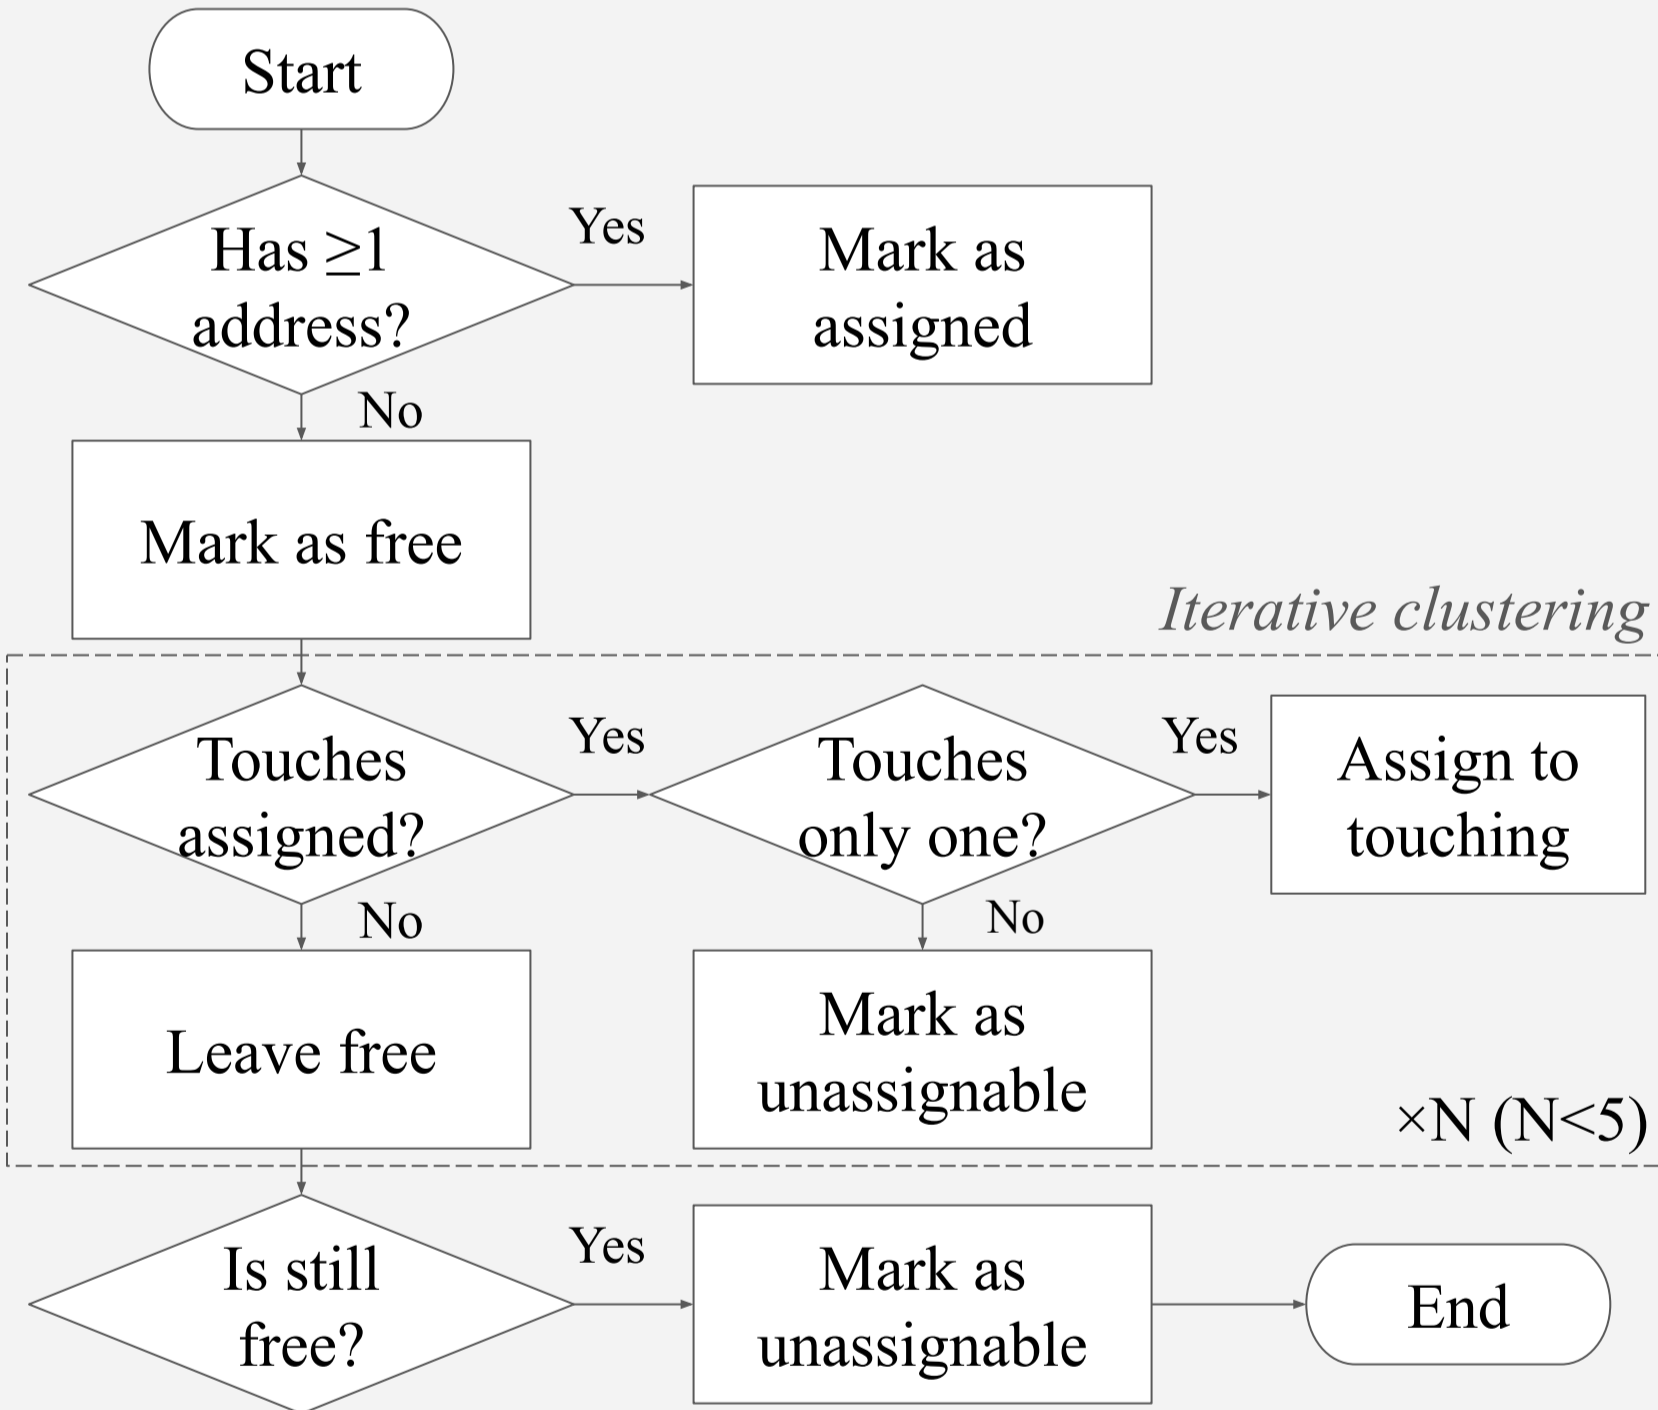 Start
Has ≥1
address?
Yes
Mark as
assigned
No
Mark as free
Iterative clustering
Touches
assigned?
Yes
Touches
only one?
Yes
Assign to
touching
No
Leave free
No
Mark as
unassignable
×N (N<5)
Is still
free?
Yes
Mark as
unassignable
End